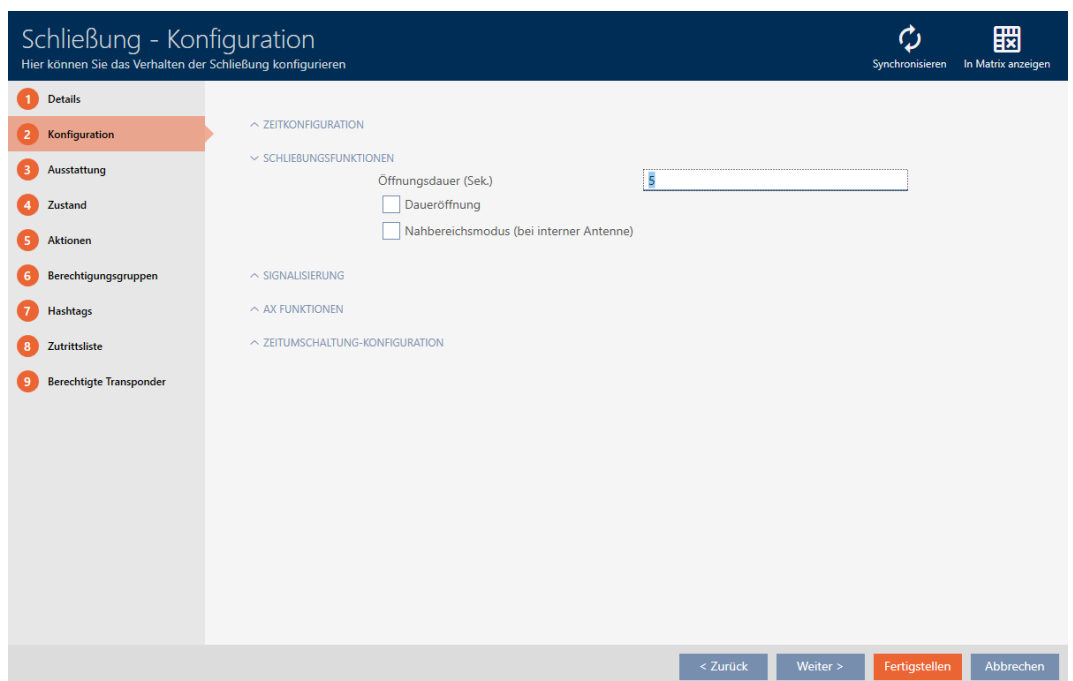 Schließung - Konfiguration
Hier können Sie das Verhalten der Schließung konfigurieren
Synchronisieren
In Matrix anzeigen
1 Details
2 Konfiguration
3 Ausstattung
4 Zustand
5 Aktionen
6 Berechtigungsgruppen
7 Hashtags
8 Zutrittsliste
9 Berechtigte Transponder
ZEITKONFIGURATION
SCHLIEßUNGSFUNKTIONEN
Öffnungsdauer (Sek.) 5
Daueröffnung
Nahbereichsmodus (bei interner Antenne)
SIGNALISIERUNG
AX FUNKTIONEN
ZEITUMSCHALTUNG-KONFIGURATION
< Zurück
Weiter >
Fertigstellen
Abbrechen